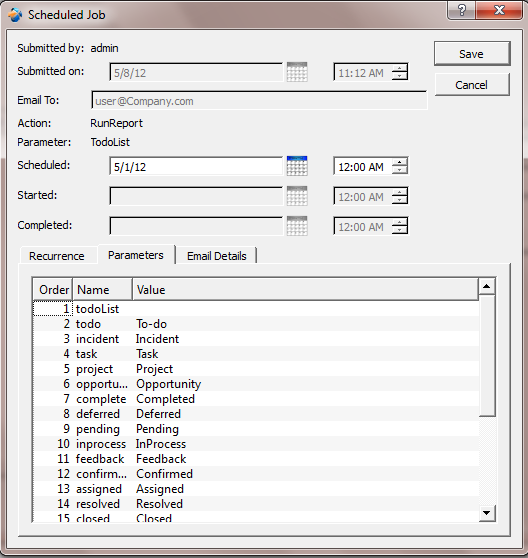 Scheduled Job
Submitted by: admin
Save
Submitted on: 5/8/12 11:12 AM
Cancel
Email To: user@Company.com
Action: RunReport
Parameter: TodoList
Scheduled: 5/1/12 12:00 AM
Started: 12:00 AM
Completed: 12:00 AM
Recurrence Parameters Email Details
Order Name Value
1 todoList
2 todo To-do
3 incident Incident
4 task Task
5 project Project
6 opportu... Opportunity
7 complete Completed
8 deferred Deferred
9 pending Pending
10 inprocess InProcess
11 feedback Feedback
12 confirm... Confirmed
13 assigned Assigned
14 resolved Resolved
15 closed Closed